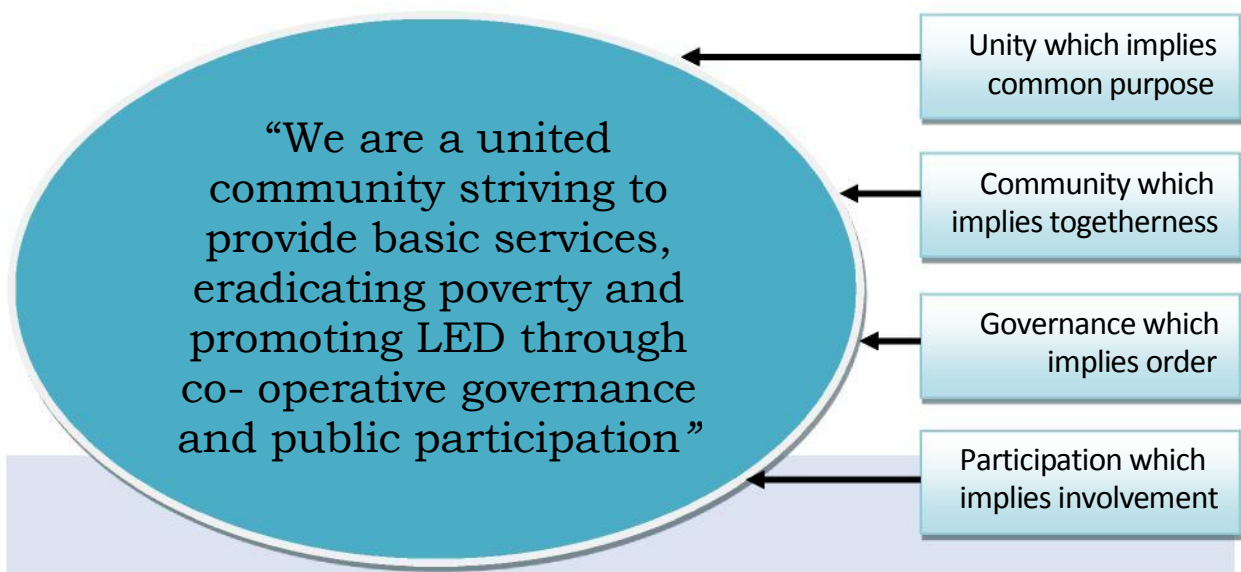 “We are a united
community striving to
provide basic services,
eradicating poverty and
promoting LED through
co- operative governance
and public participation”
Unity which implies
common purpose
Community which
implies togetherness
Governance which
implies order
Participation which
implies involvement